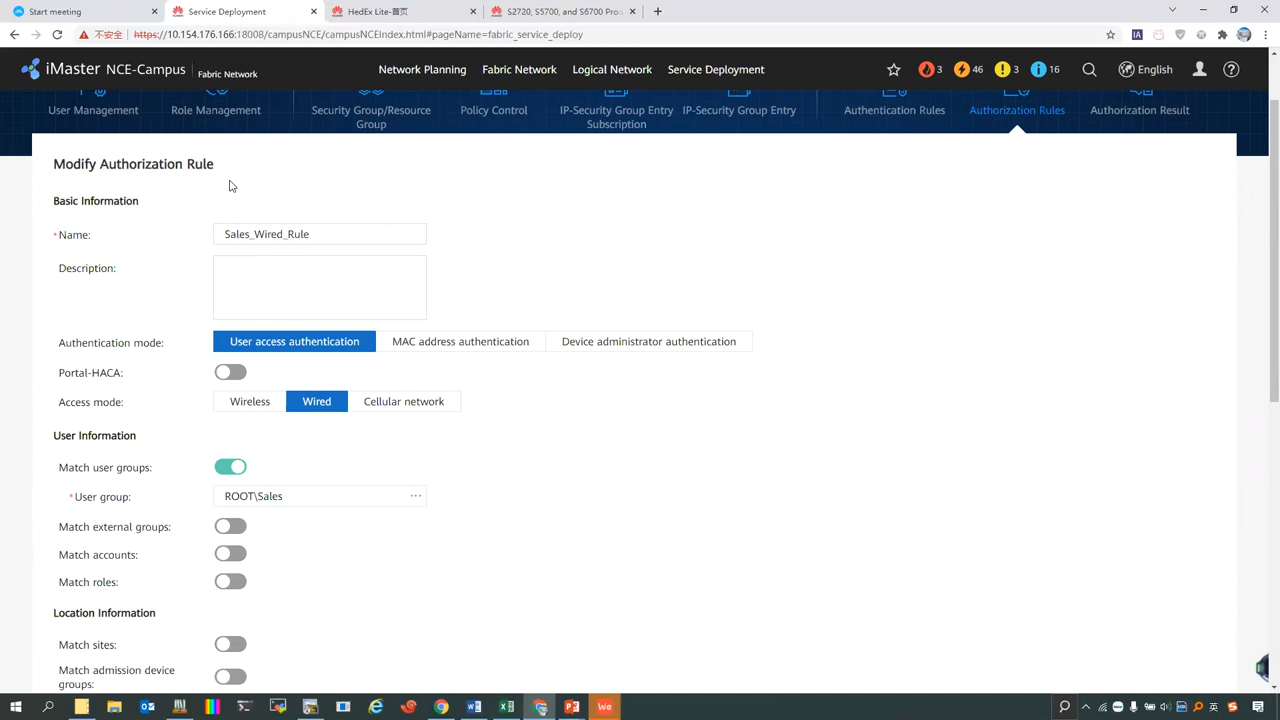 Start meeting
Service Deployment
HedEx Lite-首页
S2720, S5700, and S6700 Pro
不安全
https://10.154.176.166:18008/campusNCE/campusNCEIndex.html#pageName=fabric_service_deploy
iMaster NCE-Campus
Fabric Network
Network Planning
Fabric Network
Logical Network
Service Deployment
3
46
3
16
English
User Management
Role Management
Security Group/Resource
Group
Policy Control
IP-Security Group Entry
Subscription
IP-Security Group Entry
Authentication Rules
Authorization Rules
Authorization Result
Modify Authorization Rule
Basic Information
*Name:
Sales_Wired_Rule
Description:
Authentication mode:
User access authentication
MAC address authentication
Device administrator authentication
Portal-HACA:
Access mode:
Wireless
Wired
Cellular network
User Information
Match user groups:
*User group:
ROOT\Sales
...
Match external groups:
Match accounts:
Match roles:
Location Information
Match sites:
Match admission device
groups:
We
英